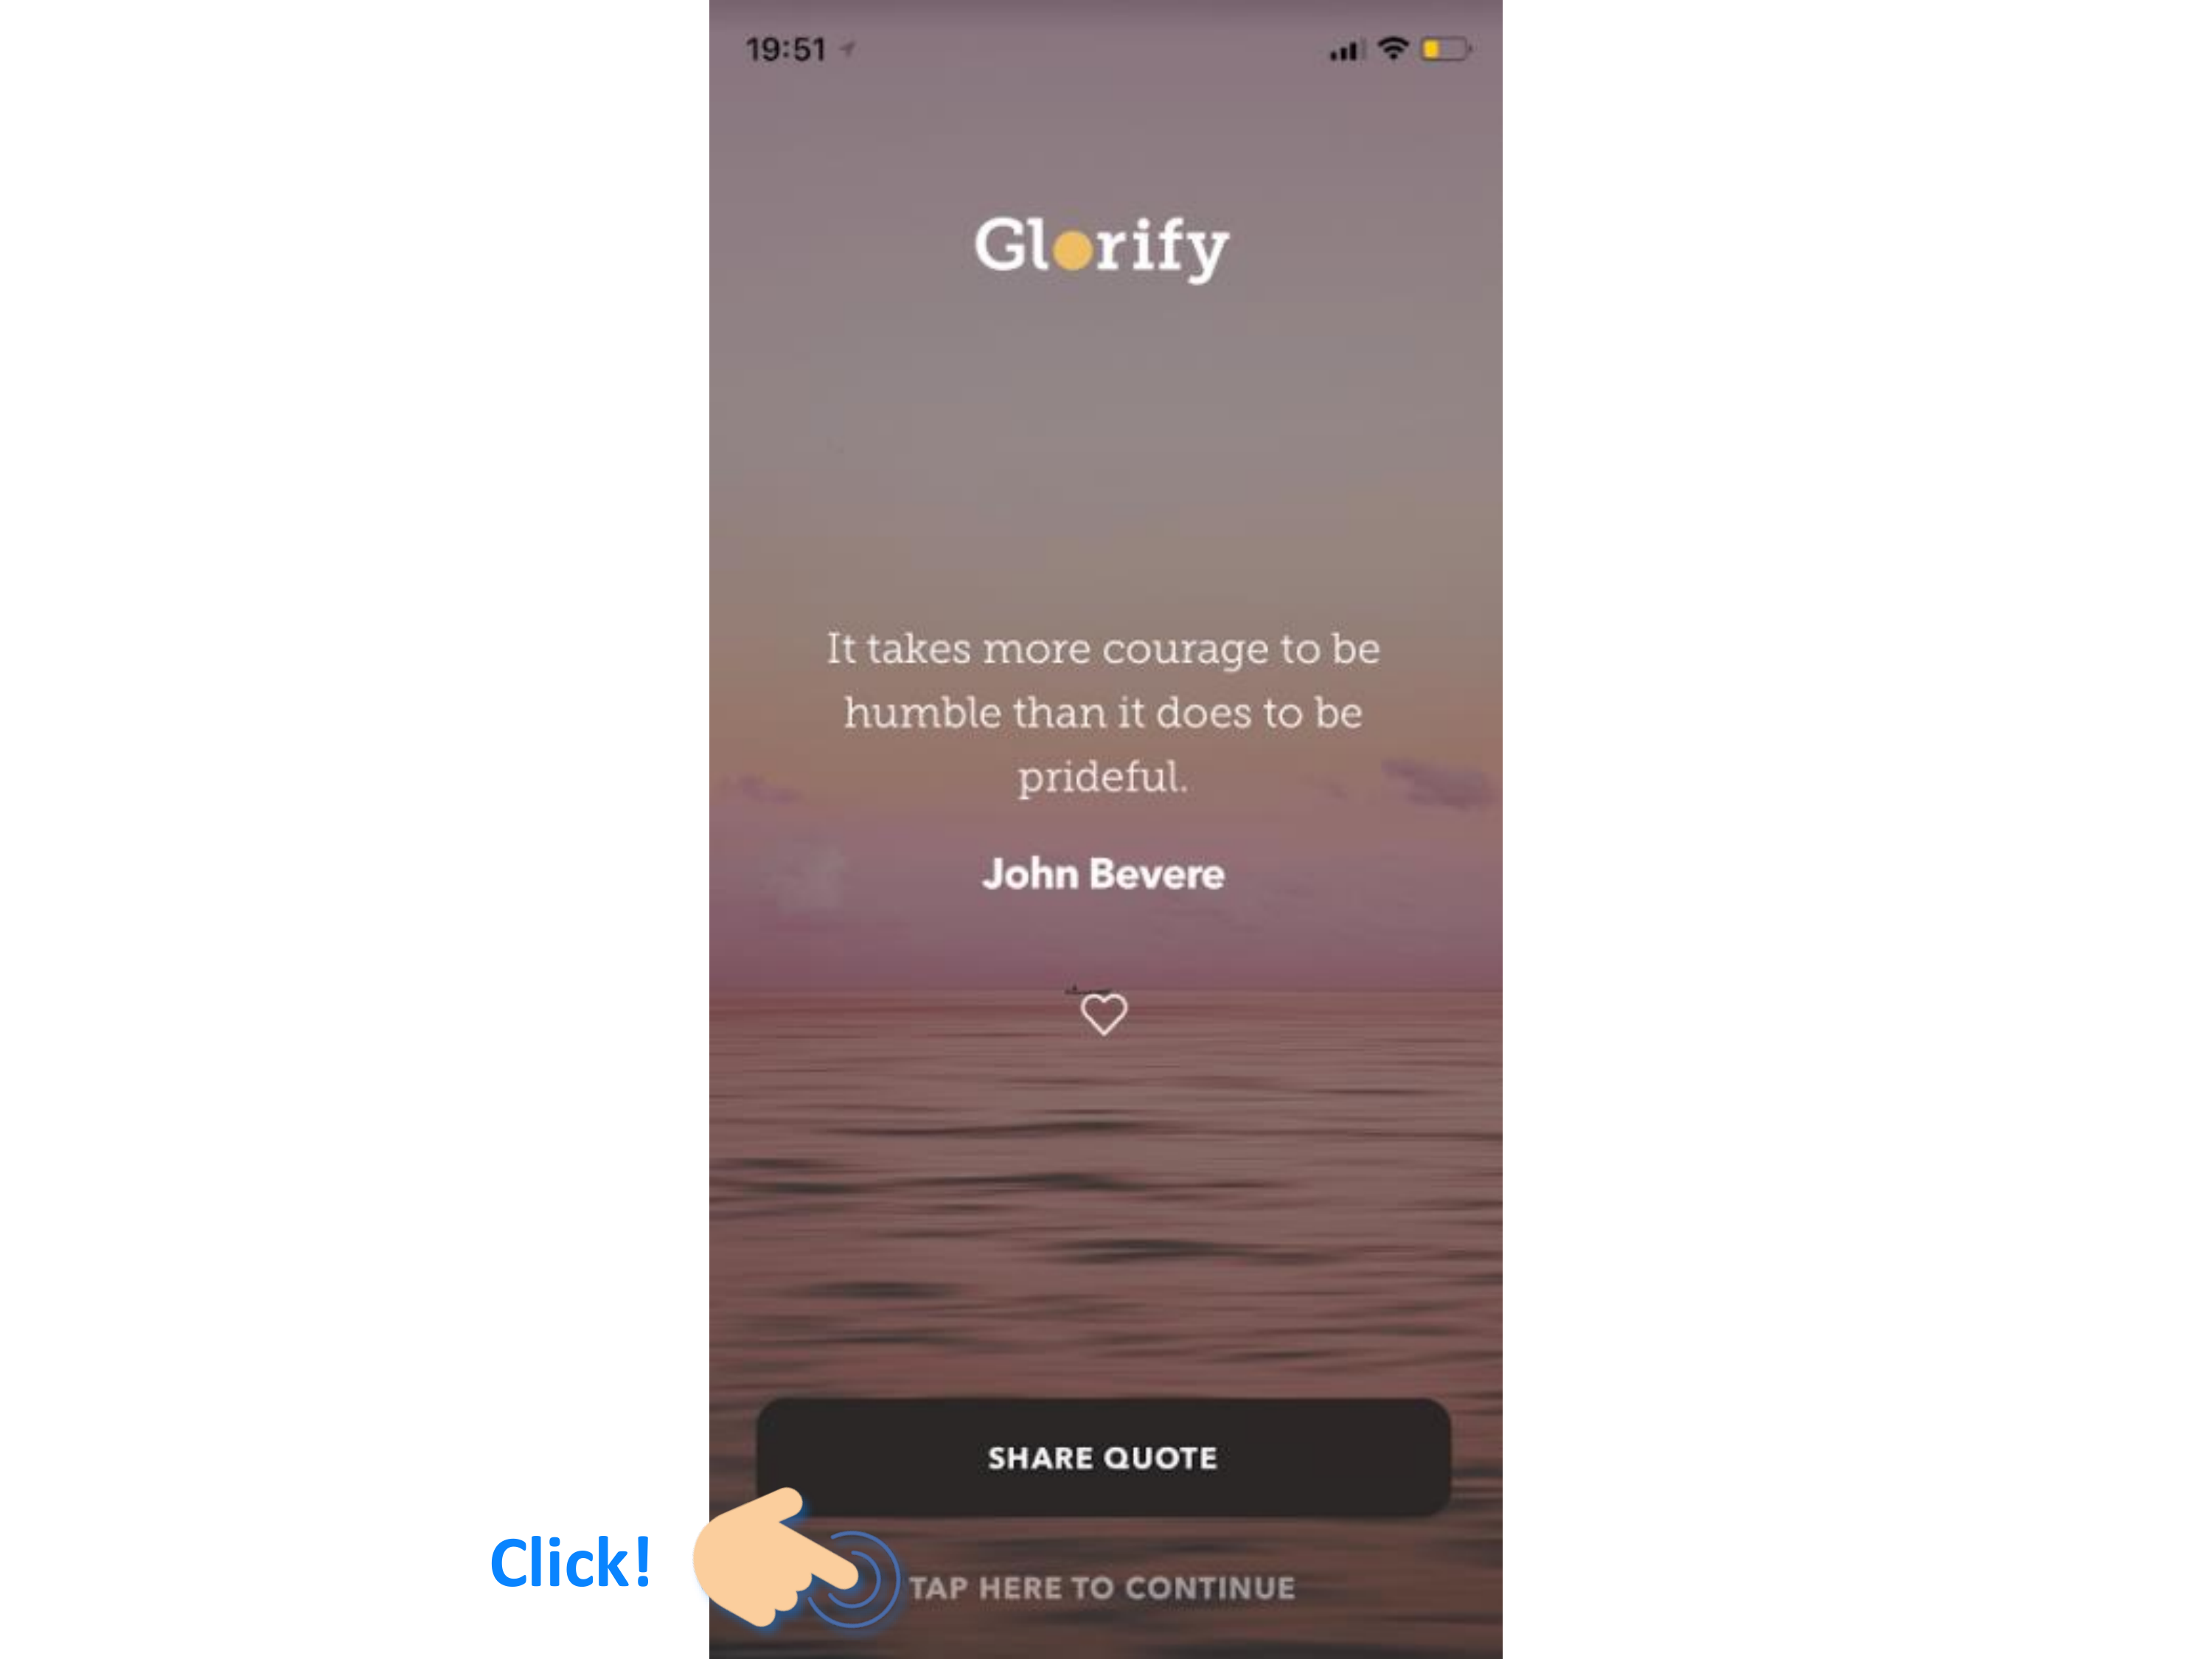 19:51
Glorify
It takes more courage to be
humble than it does to be
prideful.
John Bevere
SHARE QUOTE
Click!
TAP HERE TO CONTINUE